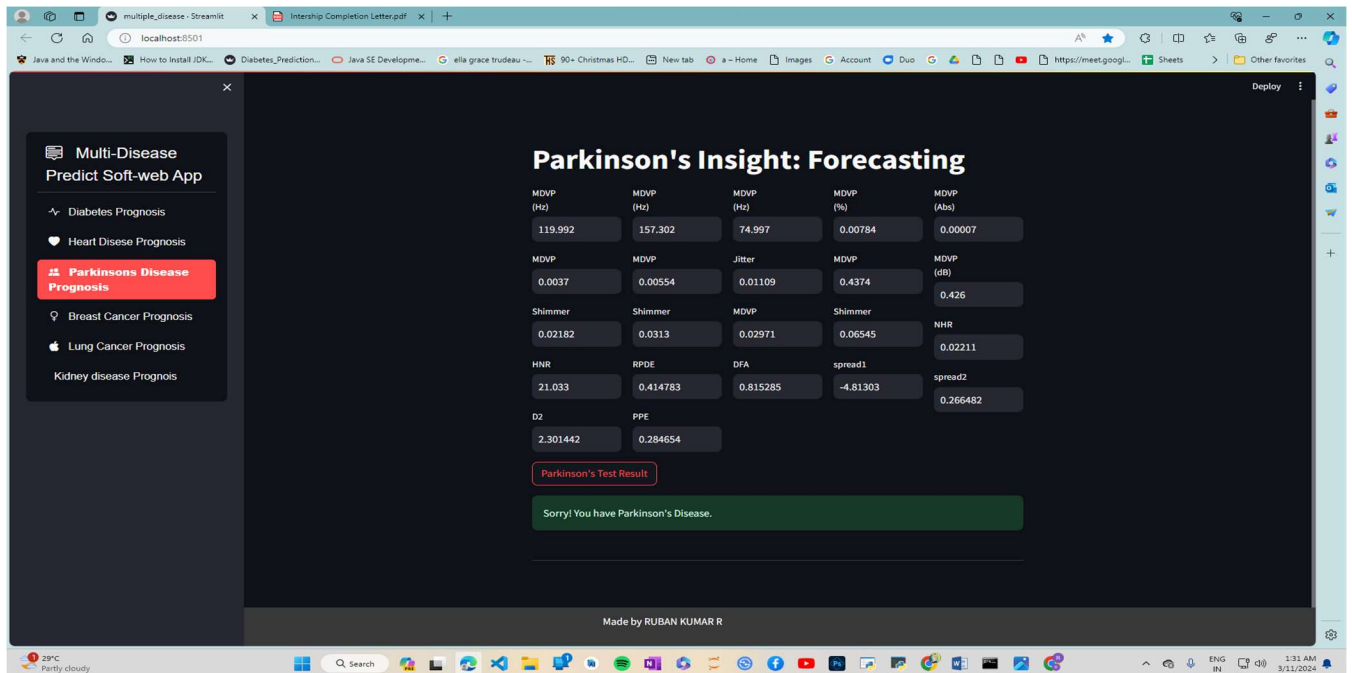 multiple_disease · Streamlit
Intership Completion Letter.pdf
localhost:8501
Java and the Windo...
How to Install JDK...
Diabetes_Prediction...
Java SE Developme...
ella grace trudeau -...
90+ Christmas HD...
New tab
a – Home
Images
Account
Duo
https://meet.googl...
Sheets
Other favorites
Deploy
Multi-Disease
Predict Soft-web App
Diabetes Prognosis
Heart Disese Prognosis
Parkinsons Disease
Prognosis
Breast Cancer Prognosis
Lung Cancer Prognosis
Kidney disease Prognois
Parkinson's Insight: Forecasting
MDVP MDVP MDVP MDVP MDVP
(Hz) (Hz) (Hz) (%) (Abs)
119.992 157.302 74.997 0.00784 0.00007
MDVP MDVP Jitter MDVP MDVP
(dB)
0.0037 0.00554 0.01109 0.4374
0.426
Shimmer Shimmer MDVP Shimmer
NHR
0.02182 0.0313 0.02971 0.06545
0.02211
HNR RPDE DFA spread1
spread2
21.033 0.414783 0.815285 -4.81303
0.266482
D2 PPE
2.301442 0.284654
Parkinson's Test Result
Sorry! You have Parkinson's Disease.
Made by RUBAN KUMAR R
29°C
Partly cloudy
Search
ENG
IN
1:31 AM
3/11/2024